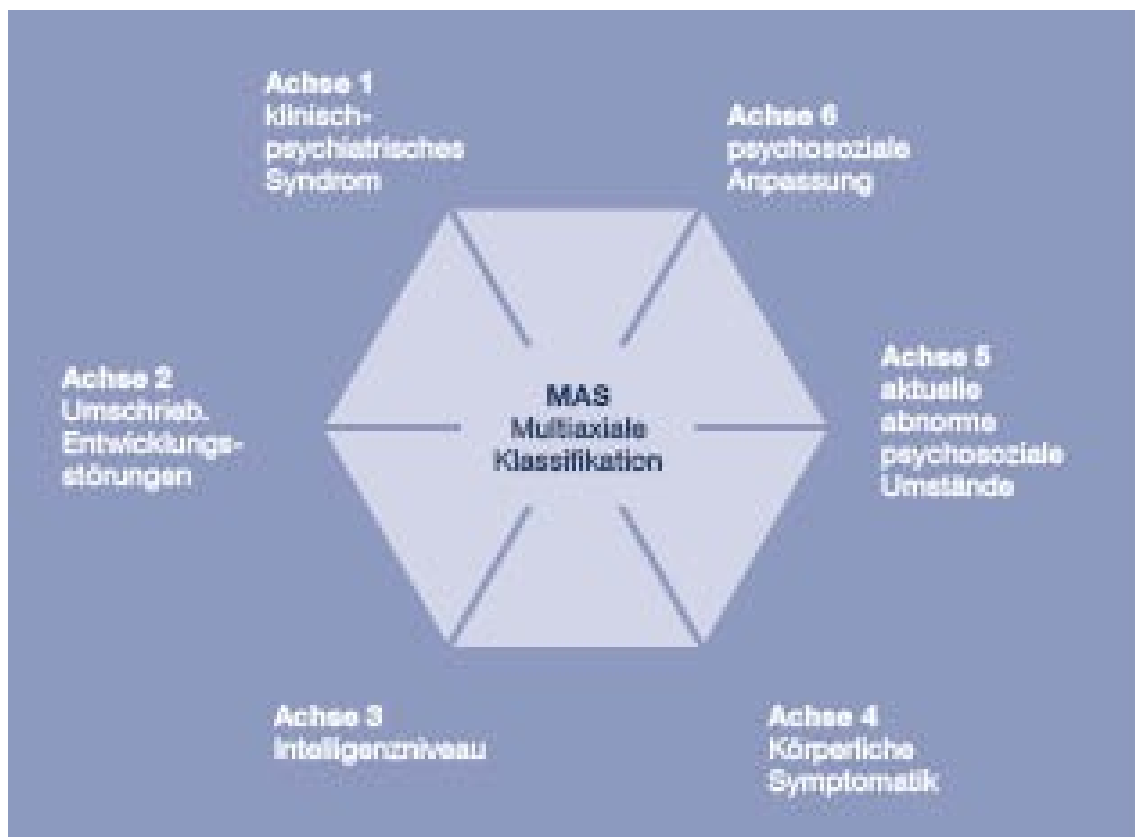 Achse 1
klinisch-
psychiatrisches
Syndrom
Achse 6
psychosoziale
Anpassung
Achse 2
Umschrieb.
Entwicklungs-
störungen
MAS
Multiaxiale
Klassifikation
Achse 5
aktuelle
abnorme
psychosoziale
Umstände
Achse 3
Intelligenzniveau
Achse 4
Körperliche
Symptomatik